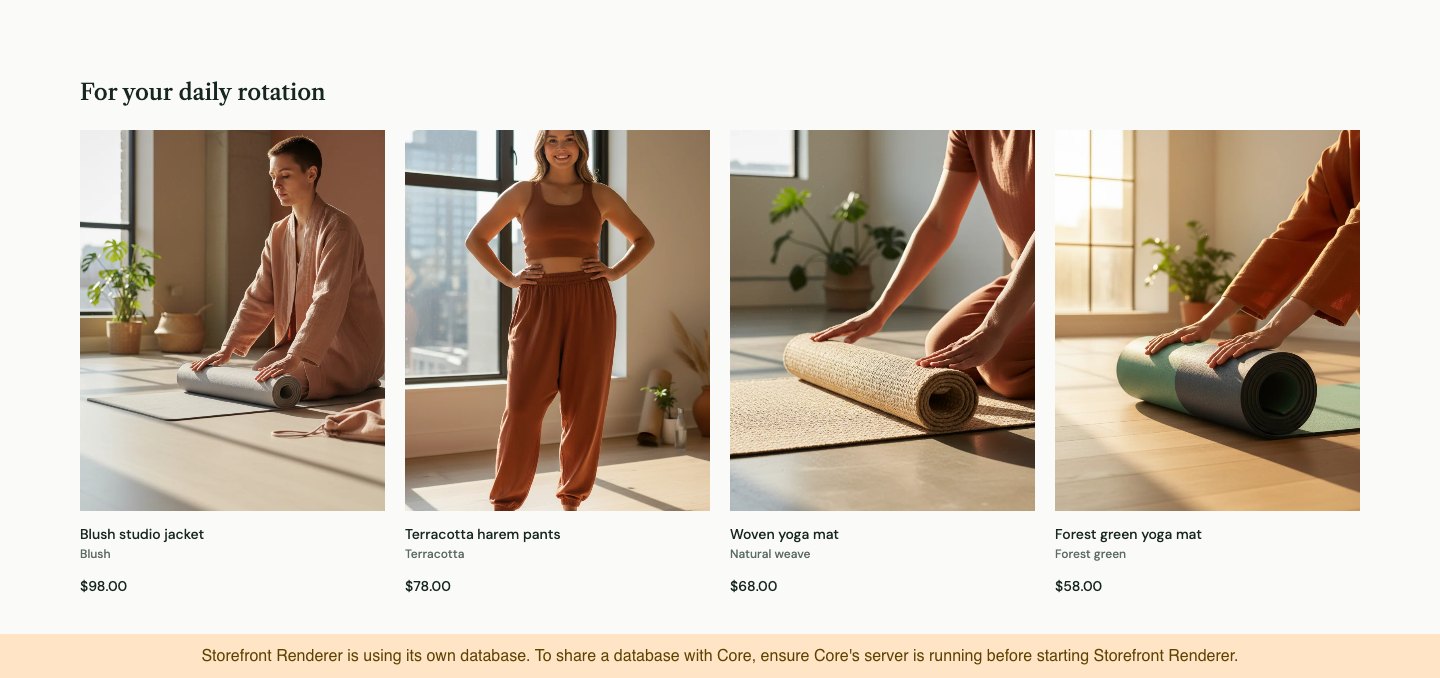 For your daily rotation
Blush studio jacket
Blush
$98.00
Terracotta harem pants
Terracotta
$78.00
Woven yoga mat
Natural weave
$68.00
Forest green yoga mat
Forest green
$58.00
Storefront Renderer is using its own database. To share a database with Core, ensure Core's server is running before starting Storefront Renderer.